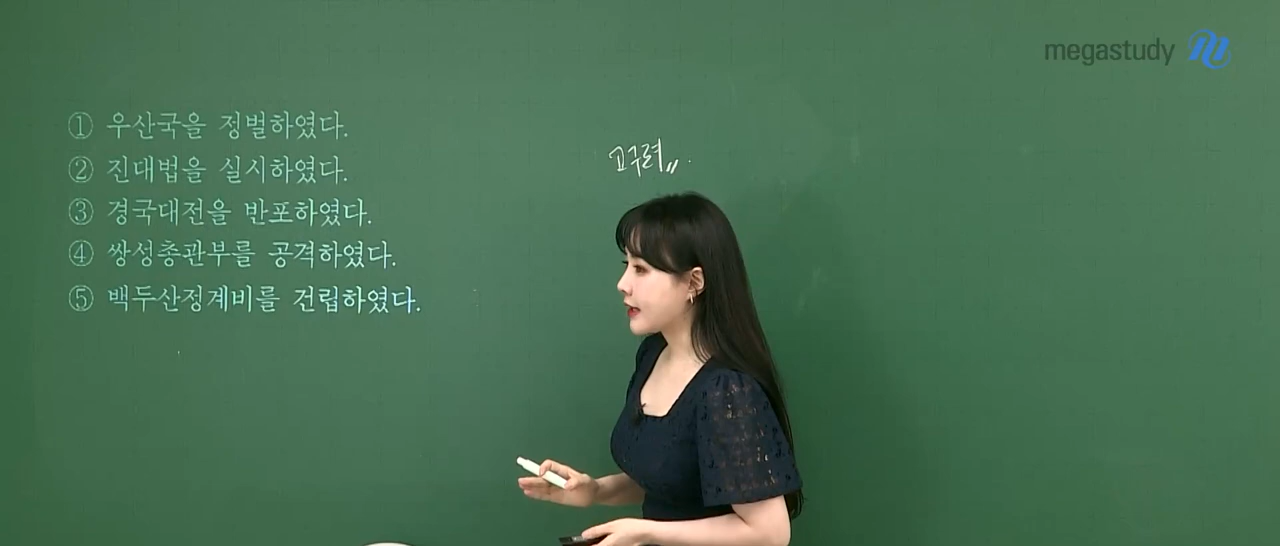 megastudy
① 우산국을 정벌하였다.
② 진대법을 실시하였다.
③ 경국대전을 반포하였다.
④ 쌍성총관부를 공격하였다.
⑤ 백두산정계비를 건립하였다.
고구려